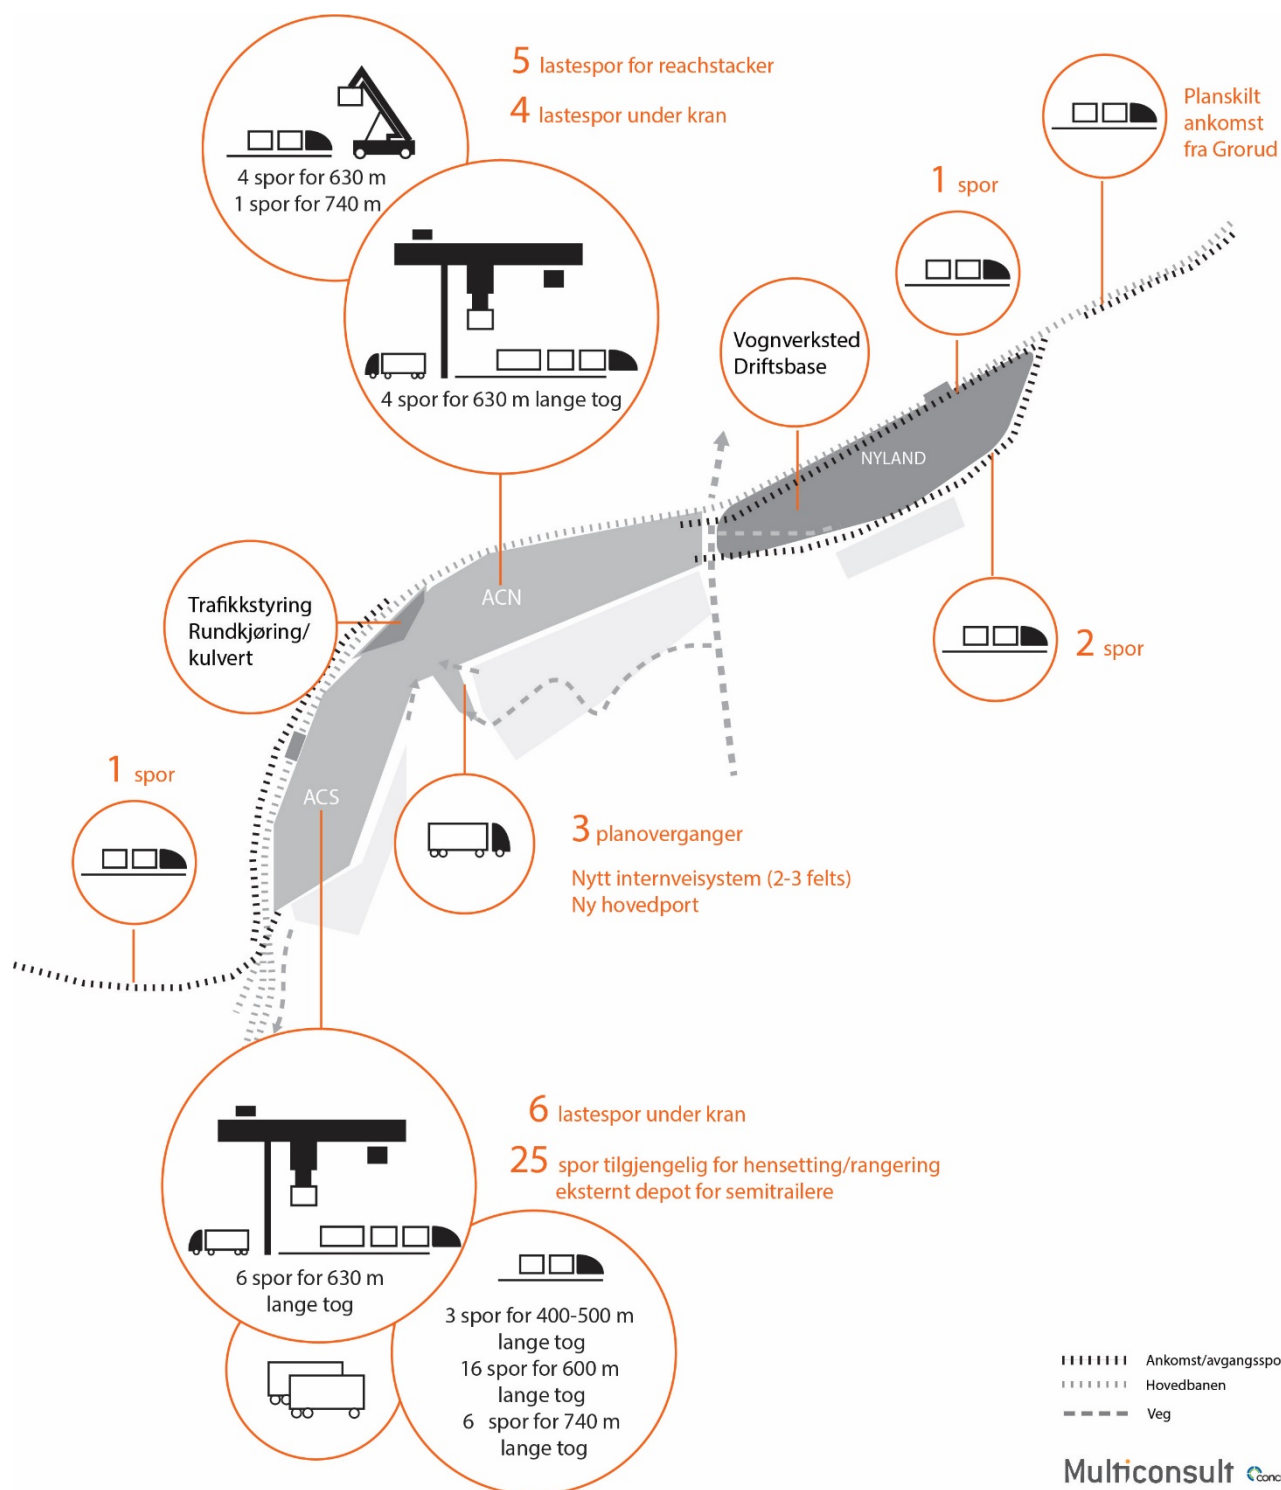 5 lastespor for reachstacker
4 lastespor under kran
4 spor for 630 m
1 spor for 740 m
4 spor for 630 m lange tog
Planskilt
ankomst
fra Grorud
1 spor
Vognverksted
Driftsbase
NYLAND
ACN
Trafikkstyring
Rundkjøring/
kulvert
2 spor
1 spor
ACS
3 planoverganger
Nytt internveisystem (2-3 felts)
Ny hovedport
6 lastespor under kran
25 spor tilgjengelig for hensetting/rangering
eksternt depot for semitrailere
6 spor for 630 m
lange tog
3 spor for 400-500 m
lange tog
16 spor for 600 m
lange tog
6 spor for 740 m
lange tog
Ankomst/avgangsspo
Hovedbanen
Veg
Multiconsult